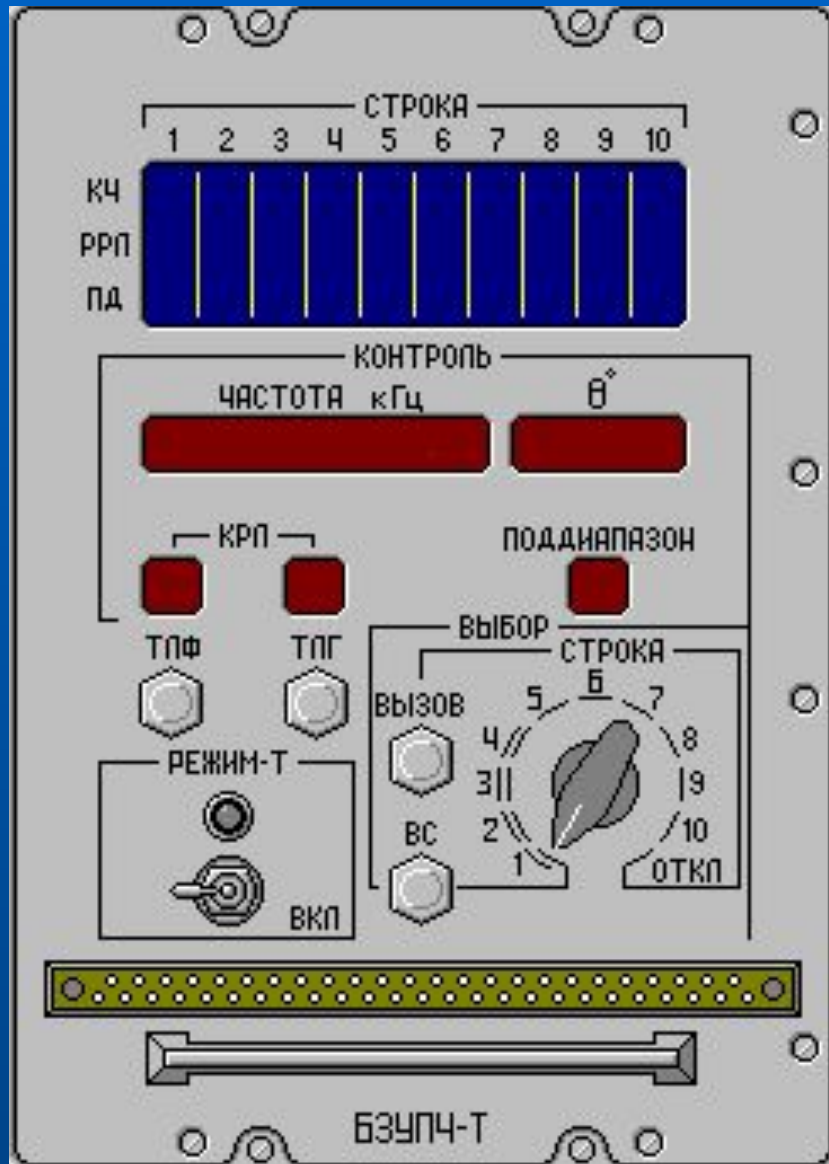 СТРОКА
1 2 3 4 5 6 7 8 9 10
КЧ
РРП
ПД
КОНТРОЛЬ
ЧАСТОТА кГц θ°
КРП ПОДДИАПАЗОН
ВЫБОР
ТЛФ ТЛГ СТРОКА
ВЫЗОВ
1 2 3 4 5 6 7 8 9 10
ОТКЛ
РЕЖИМ-Т
ВС
ВКЛ
БЗУПЧ-Т